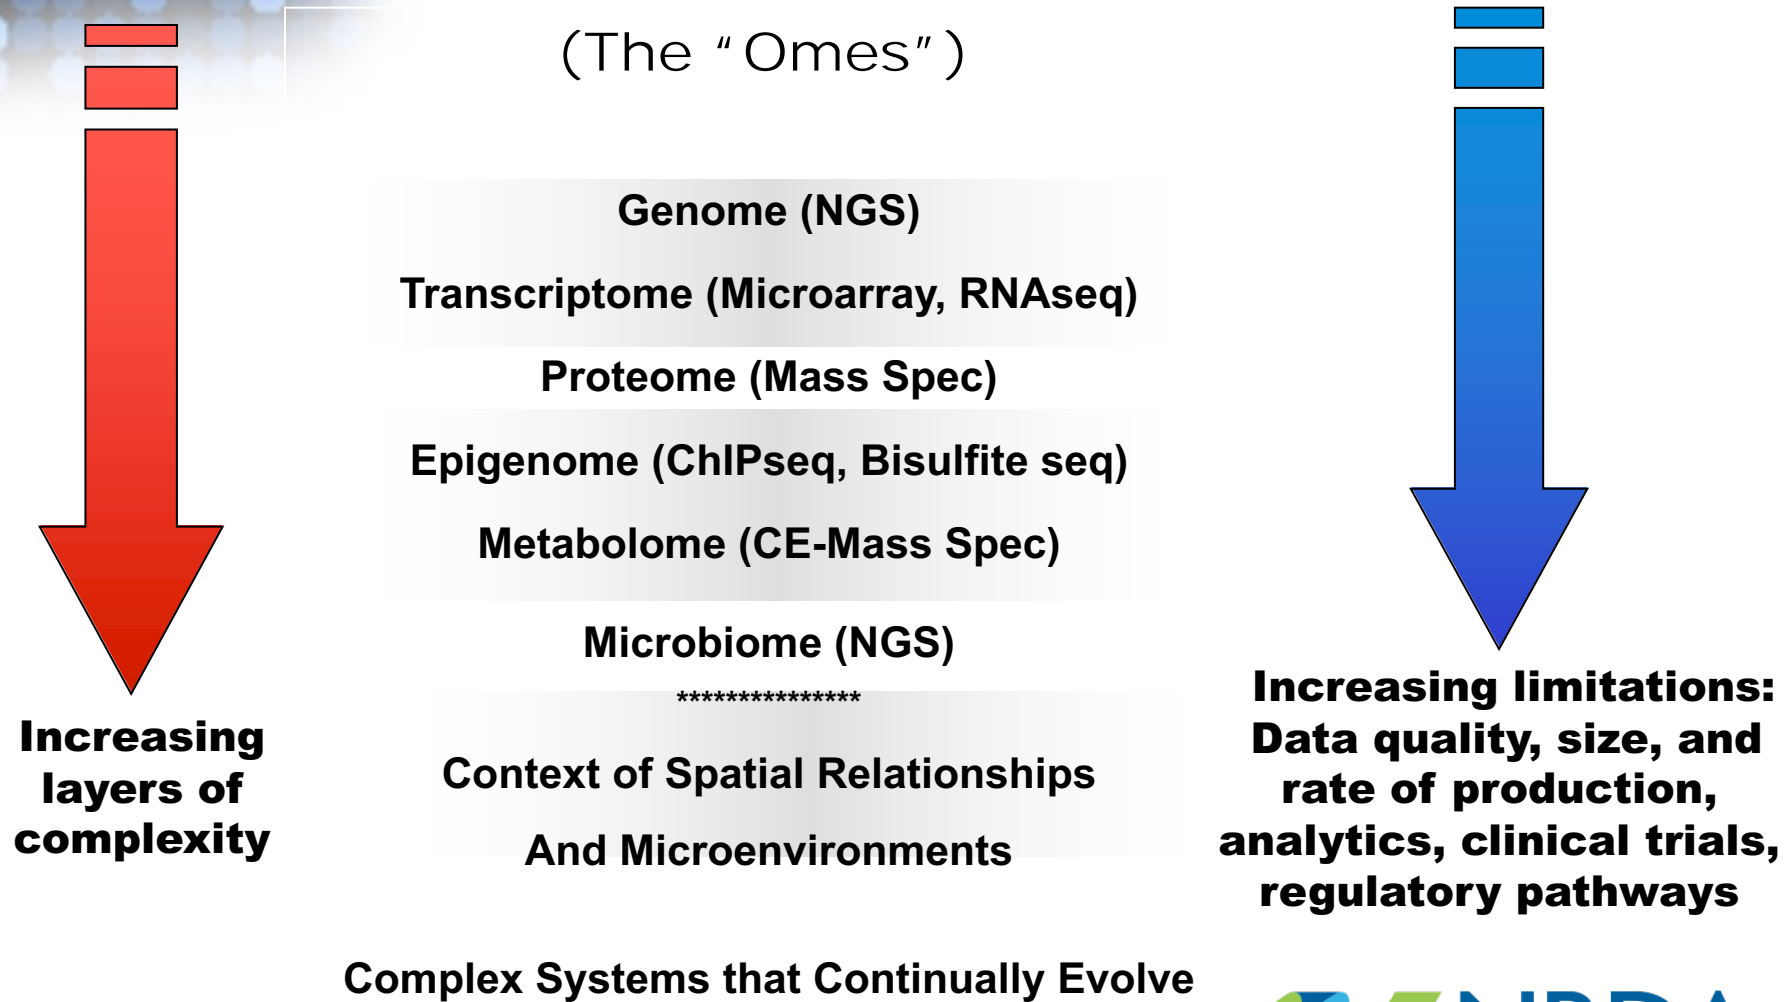 (The “Omes”)
Genome (NGS)
Transcriptome (Microarray, RNAseq)
Proteome (Mass Spec)
Epigenome (ChIPseq, Bisulfite seq)
Metabolome (CE-Mass Spec)
Microbiome (NGS)
***************
Context of Spatial Relationships
And Microenvironments
Complex Systems that Continually Evolve
Increasing
layers of
complexity
Increasing limitations:
Data quality, size, and
rate of production,
analytics, clinical trials,
regulatory pathways